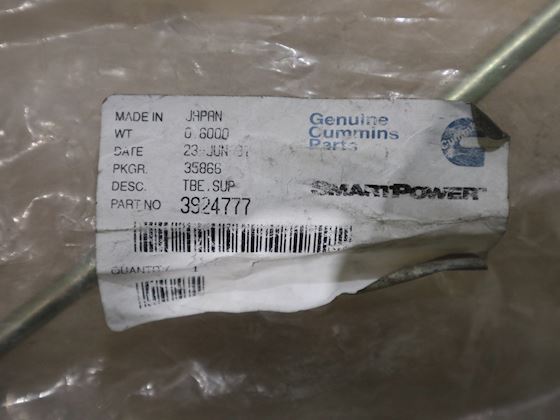 MADE IN JAPAN
WT 0.6000
DATE 23-JUN-97
PKGR. 35866
DESC. TBE,SUP
PART NO 3924777
QUANTITY 1
Genuine
Cummins
Parts
SMARTPOWER